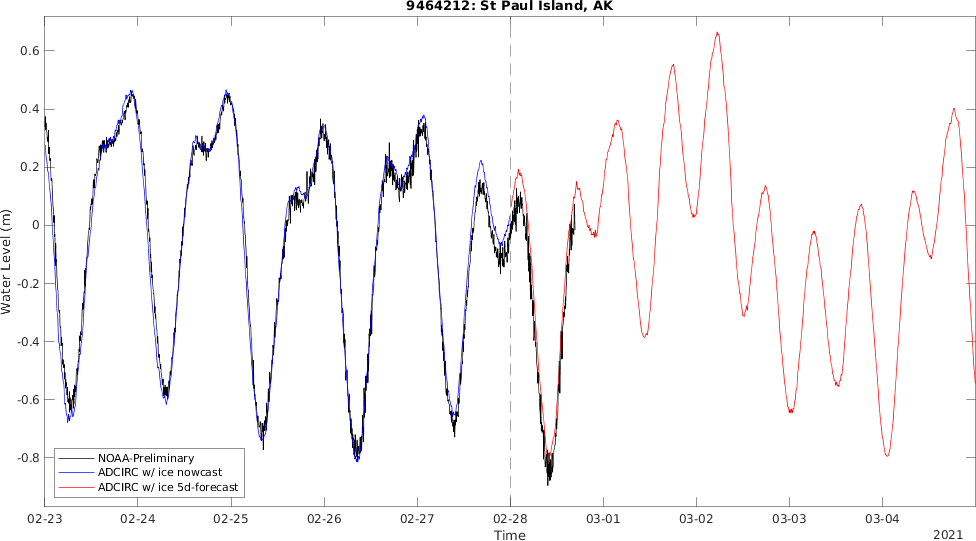 9464212: St Paul Island, AK
0.6
0.4
0.2
0
-0.2
-0.4
-0.6
-0.8
Water Level (m)
NOAA-Preliminary
ADCIRC w/ ice nowcast
ADCIRC w/ ice 5d-forecast
02-23 02-24 02-25 02-26 02-27 02-28 03-01 03-02 03-03 03-04
Time
2021